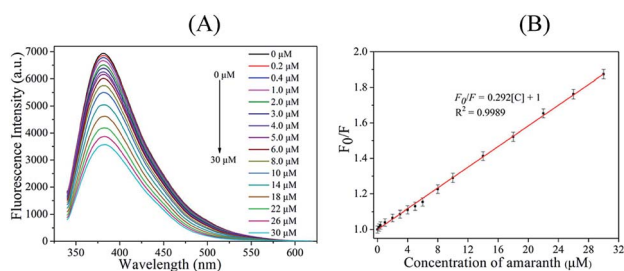 (A)
7000
6000
5000
4000
3000
2000
1000
0
Fluorescence Intensity (a.u.)
350 400 450 500 550 600
Wavelength (nm)
0 μM
30 μM
0 μM
0.2 μM
0.4 μM
1.0 μM
2.0 μM
3.0 μM
4.0 μM
5.0 μM
6.0 μM
8.0 μM
10 μM
14 μM
18 μM
22 μM
26 μM
30 μM
(B)
2.0
1.8
1.6
1.4
1.2
1.0
F0/F
F0/F = 0.292[C] + 1
R² = 0.9989
0 4 8 12 16 20 24 28 32
Concentration of amaranth (μM)